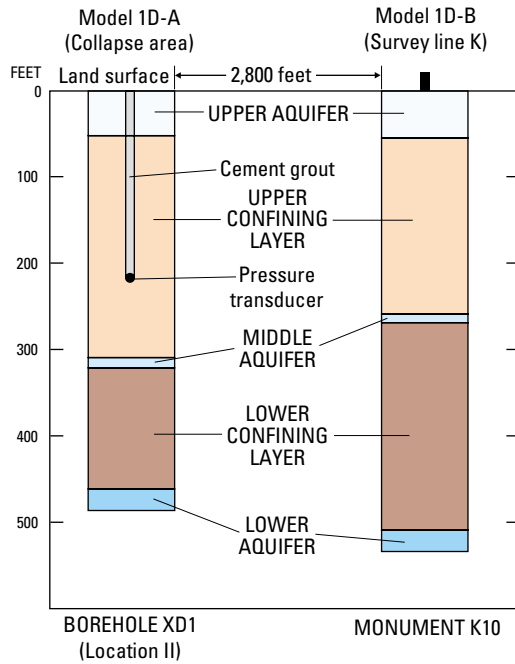 Model 1D-A
(Collapse area)
Model 1D-B
(Survey line K)
FEET
Land surface
2,800 feet
0
UPPER AQUIFER
100
Cement grout
UPPER
CONFINING
LAYER
200
Pressure
transducer
300
MIDDLE
AQUIFER
400
LOWER
CONFINING
LAYER
500
LOWER
AQUIFER
BOREHOLE XD1
(Location II)
MONUMENT K10